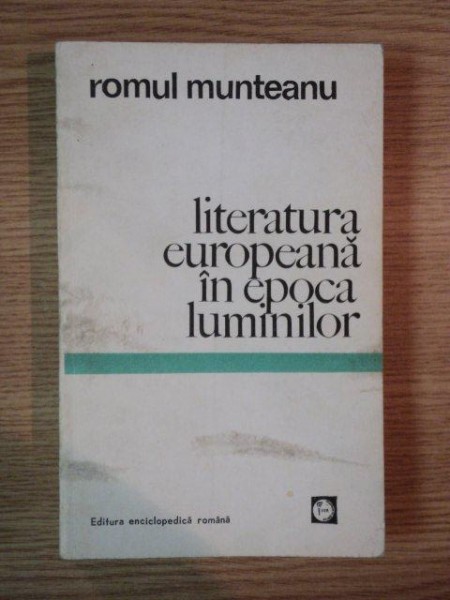 romul munteanu
literatura
europeană
în epoca
luminilor
Editura enciclopedică română